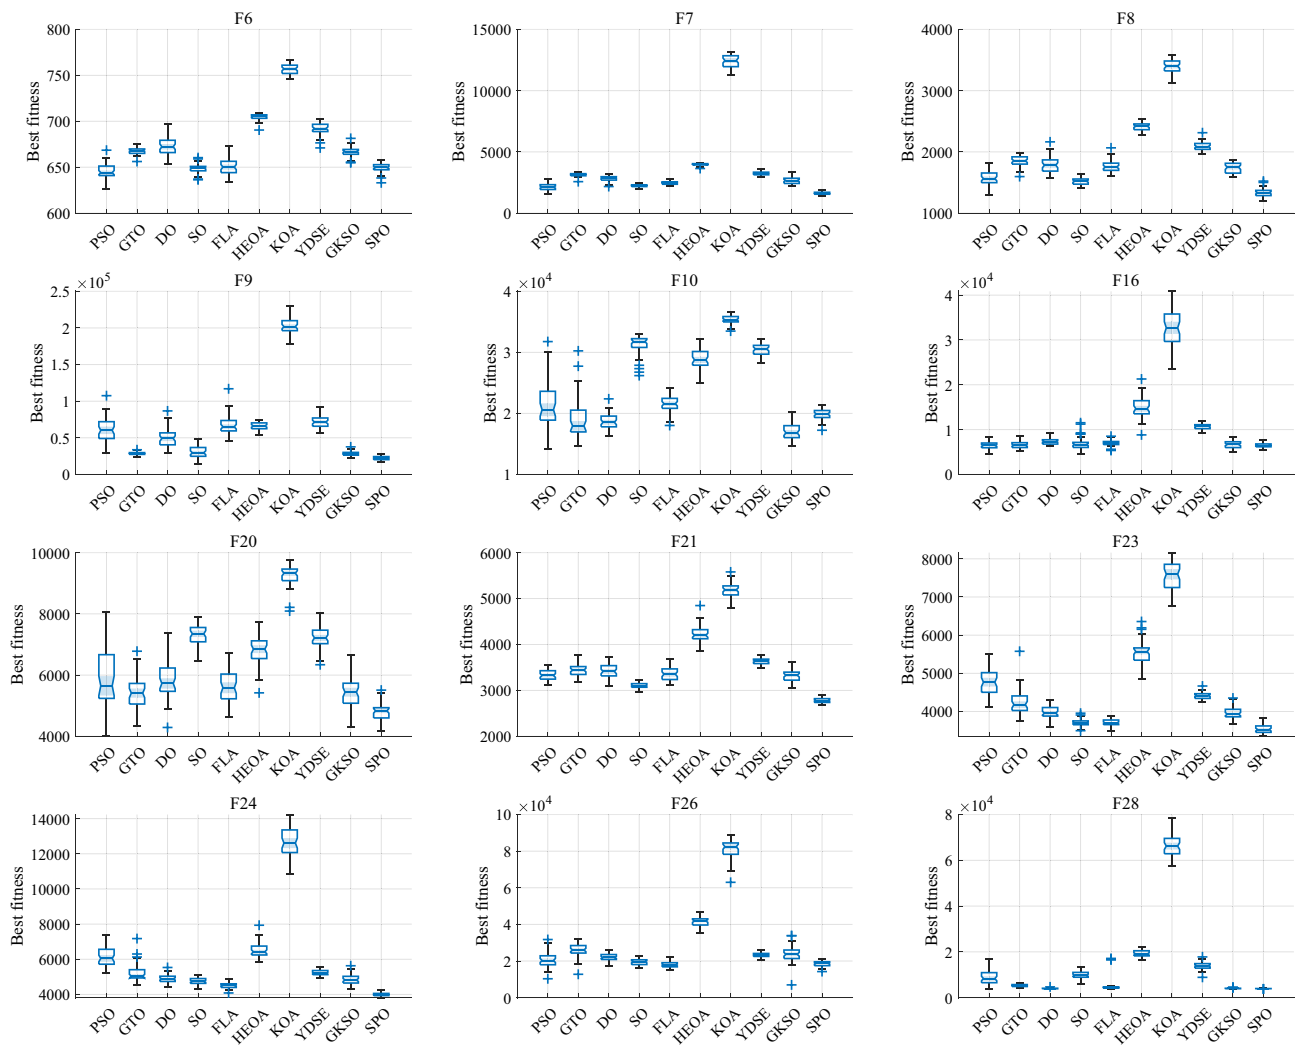 F6
Best fitness
800
750
700
650
600
PSO GTO DO SO FLA HEOA KOA YDSE GKSO SPO
F7
Best fitness
15000
10000
5000
0
PSO GTO DO SO FLA HEOA KOA YDSE GKSO SPO
F8
Best fitness
4000
3000
2000
1000
PSO GTO DO SO FLA HEOA KOA YDSE GKSO SPO
F9
×10^5
Best fitness
2.5
2
1.5
1
0.5
0
PSO GTO DO SO FLA HEOA KOA YDSE GKSO SPO
F10
×10^4
Best fitness
4
3
2
1
PSO GTO DO SO FLA HEOA KOA YDSE GKSO SPO
F16
×10^4
Best fitness
4
3
2
1
0
PSO GTO DO SO FLA HEOA KOA YDSE GKSO SPO
F20
Best fitness
10000
8000
6000
4000
PSO GTO DO SO FLA HEOA KOA YDSE GKSO SPO
F21
Best fitness
6000
5000
4000
3000
2000
PSO GTO DO SO FLA HEOA KOA YDSE GKSO SPO
F23
Best fitness
8000
7000
6000
5000
4000
PSO GTO DO SO FLA HEOA KOA YDSE GKSO SPO
F24
Best fitness
14000
12000
10000
8000
6000
4000
PSO GTO DO SO FLA HEOA KOA YDSE GKSO SPO
F26
×10^4
Best fitness
10
8
6
4
2
0
PSO GTO DO SO FLA HEOA KOA YDSE GKSO SPO
F28
×10^4
Best fitness
8
6
4
2
0
PSO GTO DO SO FLA HEOA KOA YDSE GKSO SPO